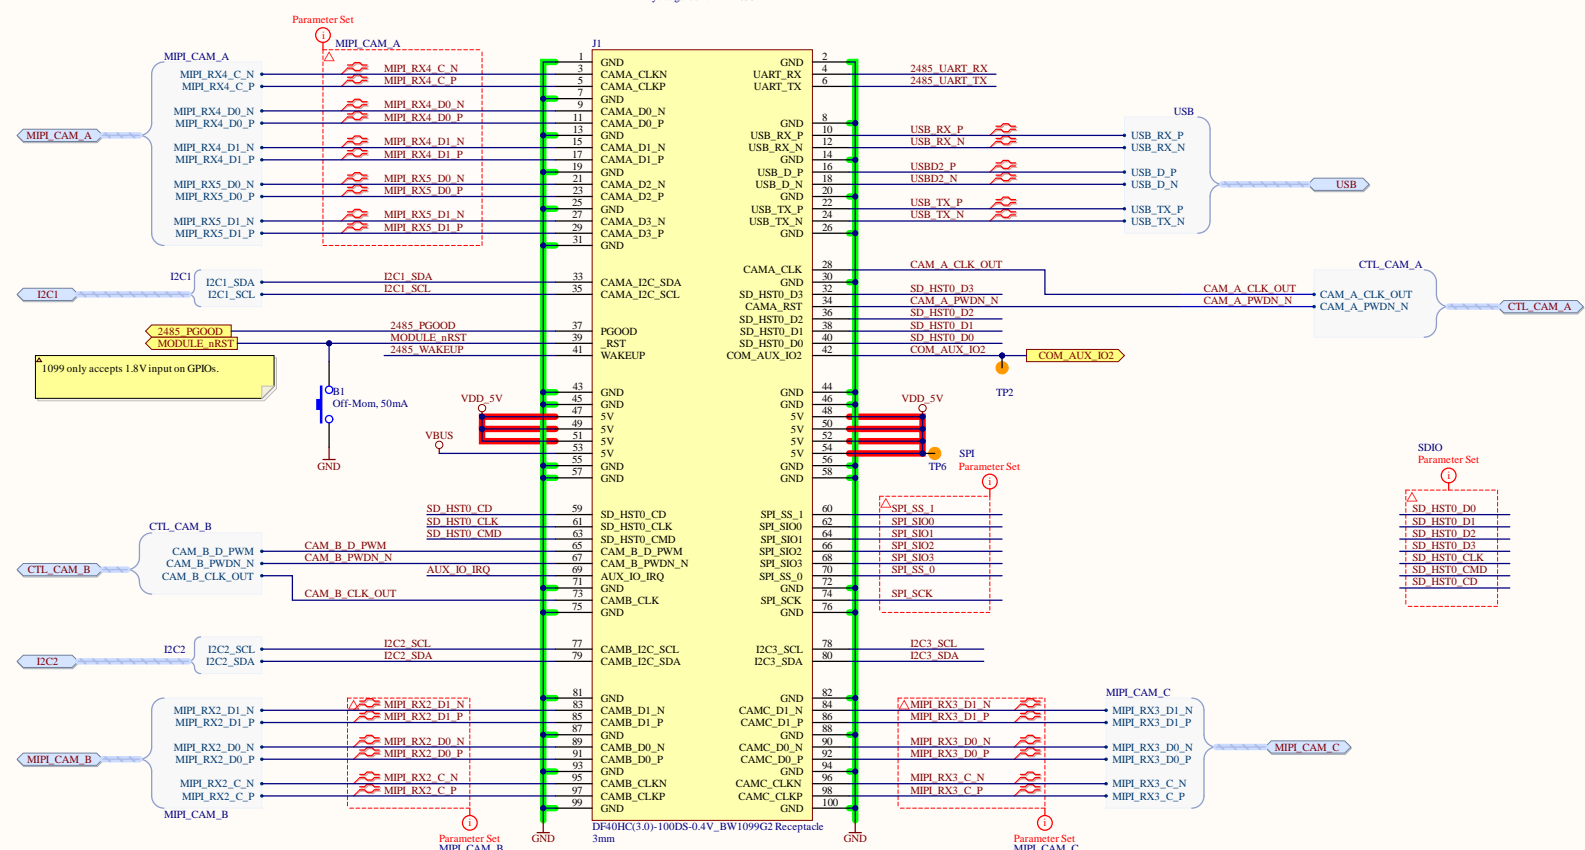 Parameter Set
MIPI_CAM_A
MIPI_CAM_A
MIPI_RX4_C_N
MIPI_RX4_C_P
MIPI_RX4_D0_N
MIPI_RX4_D0_P
MIPI_RX4_D1_N
MIPI_RX4_D1_P
MIPI_RX5_D0_N
MIPI_RX5_D0_P
MIPI_RX5_D1_N
MIPI_RX5_D1_P
MIPI_CAM_A
MIPI_RX4_C_N
MIPI_RX4_C_P
MIPI_RX4_D0_N
MIPI_RX4_D0_P
MIPI_RX4_D1_N
MIPI_RX4_D1_P
MIPI_RX5_D0_N
MIPI_RX5_D0_P
MIPI_RX5_D1_N
MIPI_RX5_D1_P
I2C1
I2C1
I2C1_SDA
I2C1_SCL
I2C1_SDA
I2C1_SCL
2485_PGOOD
MODULE_nRST
2485_PGOOD
MODULE_nRST
2485_WAKEUP
1099 only accepts 1.8V input on GPIOs.
B1
Off-Mom, 50mA
GND
VDD_5V
VBUS
CTL_CAM_B
CTL_CAM_B
CAM_B_D_PWM
CAM_B_PWDN_N
CAM_B_CLK_OUT
SD_HST0_CD
SD_HST0_CLK
SD_HST0_CMD
CAM_B_D_PWM
CAM_B_PWDN_N
AUX_IO_IRQ
CAM_B_CLK_OUT
I2C2
I2C2
I2C2_SCL
I2C2_SDA
I2C2_SCL
I2C2_SDA
MIPI_CAM_B
MIPI_RX2_D1_N
MIPI_RX2_D1_P
MIPI_RX2_D0_N
MIPI_RX2_D0_P
MIPI_RX2_C_N
MIPI_RX2_C_P
MIPI_CAM_B
MIPI_RX2_D1_N
MIPI_RX2_D1_P
MIPI_RX2_D0_N
MIPI_RX2_D0_P
MIPI_RX2_C_N
MIPI_RX2_C_P
Parameter Set
MIPI_CAM_B
GND
J1
1 GND
3 CAMA_CLKN
5 CAMA_CLKP
7 GND
9 CAMA_D0_N
11 CAMA_D0_P
13 GND
15 CAMA_D1_N
17 CAMA_D1_P
19 GND
21 CAMA_D2_N
23 CAMA_D2_P
25 GND
27 CAMA_D3_N
29 CAMA_D3_P
31 GND
33 CAMA_I2C_SDA
35 CAMA_I2C_SCL
37 PGOOD
39 _RST
41 WAKEUP
43 GND
45 GND
47 5V
49 5V
51 5V
53 5V
55 GND
57 GND
59 SD_HST0_CD
61 SD_HST0_CLK
63 SD_HST0_CMD
65 CAM_B_D_PWM
67 CAM_B_PWDN_N
69 AUX_IO_IRQ
71 GND
73 CAMB_CLK
75 GND
77 CAMB_I2C_SCL
79 CAMB_I2C_SDA
81 GND
83 CAMB_D1_N
85 CAMB_D1_P
87 GND
89 CAMB_D0_N
91 CAMB_D0_P
93 GND
95 CAMB_CLKN
97 CAMB_CLKP
99 GND
DF40HC(3.0)-100DS-0.4V_BW1099G2 Receptacle
3mm
GND 2
UART_RX 4
UART_TX 6
GND 8
USB_RX_P 10
USB_RX_N 12
GND 14
USB_D_P 16
USB_D_N 18
GND 20
USB_TX_P 22
USB_TX_N 24
GND 26
CAMA_CLK 28
GND 30
SD_HST0_D3 32
CAMA_RST 34
SD_HST0_D2 36
SD_HST0_D1 38
SD_HST0_D0 40
COM_AUX_IO2 42
GND 44
GND 46
5V 48
5V 50
5V 52
5V 54
GND 56
GND 58
SPI_SS_1 60
SPI_SIO0 62
SPI_SIO1 64
SPI_SIO2 66
SPI_SIO3 68
SPI_SS_0 70
GND 72
SPI_SCK 74
GND 76
I2C3_SCL 78
I2C3_SDA 80
GND 82
CAMC_D1_N 84
CAMC_D1_P 86
GND 88
CAMC_D0_N 90
CAMC_D0_P 92
GND 94
CAMC_CLKN 96
CAMC_CLKP 98
GND 100
GND
2485_UART_RX
2485_UART_TX
USB_RX_P
USB_RX_N
USBD2_P
USBD2_N
USB_TX_P
USB_TX_N
USB
USB_RX_P
USB_RX_N
USB_D_P
USB_D_N
USB_TX_P
USB_TX_N
USB
CAM_A_CLK_OUT
SD_HST0_D3
CAM_A_PWDN_N
SD_HST0_D2
SD_HST0_D1
SD_HST0_D0
COM_AUX_IO2
COM_AUX_IO2
TP2
CTL_CAM_A
CAM_A_CLK_OUT
CAM_A_PWDN_N
CAM_A_CLK_OUT
CAM_A_PWDN_N
CTL_CAM_A
VDD_5V
TP6
SPI
Parameter Set
SPI_SS_1
SPI_SIO0
SPI_SIO1
SPI_SIO2
SPI_SIO3
SPI_SS_0
SPI_SCK
SDIO
Parameter Set
SD_HST0_D0
SD_HST0_D1
SD_HST0_D2
SD_HST0_D3
SD_HST0_CLK
SD_HST0_CMD
SD_HST0_CD
I2C3_SCL
I2C3_SDA
MIPI_RX3_D1_N
MIPI_RX3_D1_P
MIPI_RX3_D0_N
MIPI_RX3_D0_P
MIPI_RX3_C_N
MIPI_RX3_C_P
MIPI_CAM_C
MIPI_RX3_D1_N
MIPI_RX3_D1_P
MIPI_RX3_D0_N
MIPI_RX3_D0_P
MIPI_RX3_C_N
MIPI_RX3_C_P
MIPI_CAM_C
Parameter Set
MIPI_CAM_C